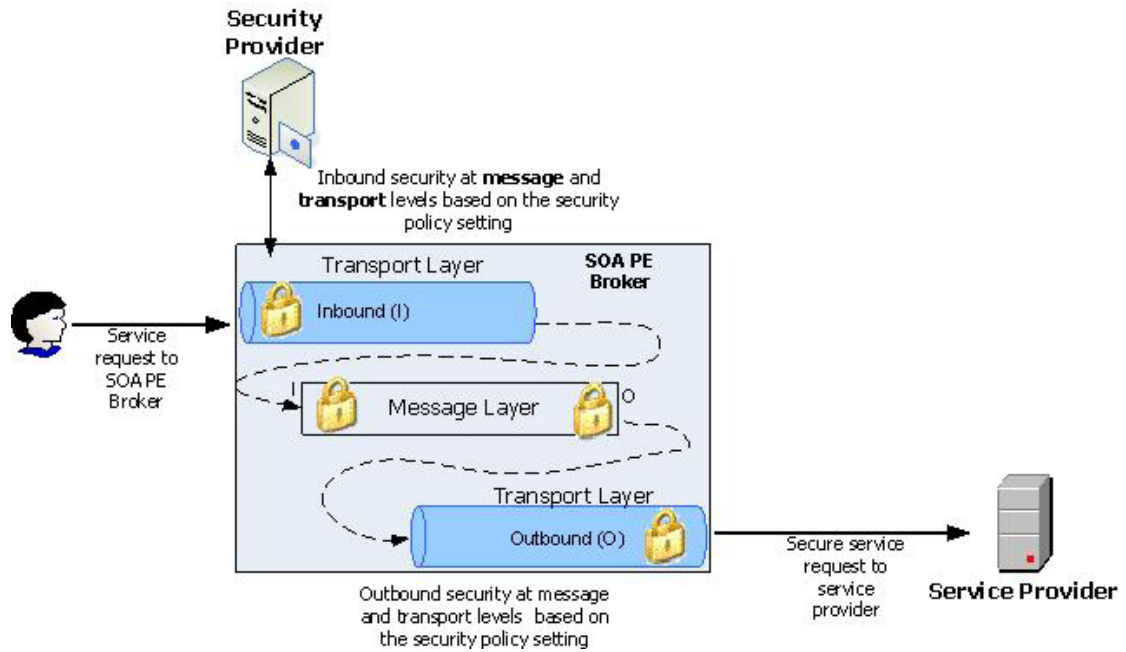 Security
Provider
Inbound security at message and
transport levels based on the security
policy setting
Transport Layer
SOA PE
Broker
Inbound (I)
Service
request to
SOA PE
Broker
I
Message Layer
O
Transport Layer
Outbound (O)
Secure service
request to
service
provider
Service Provider
Outbound security at message
and transport levels based on
the security policy setting